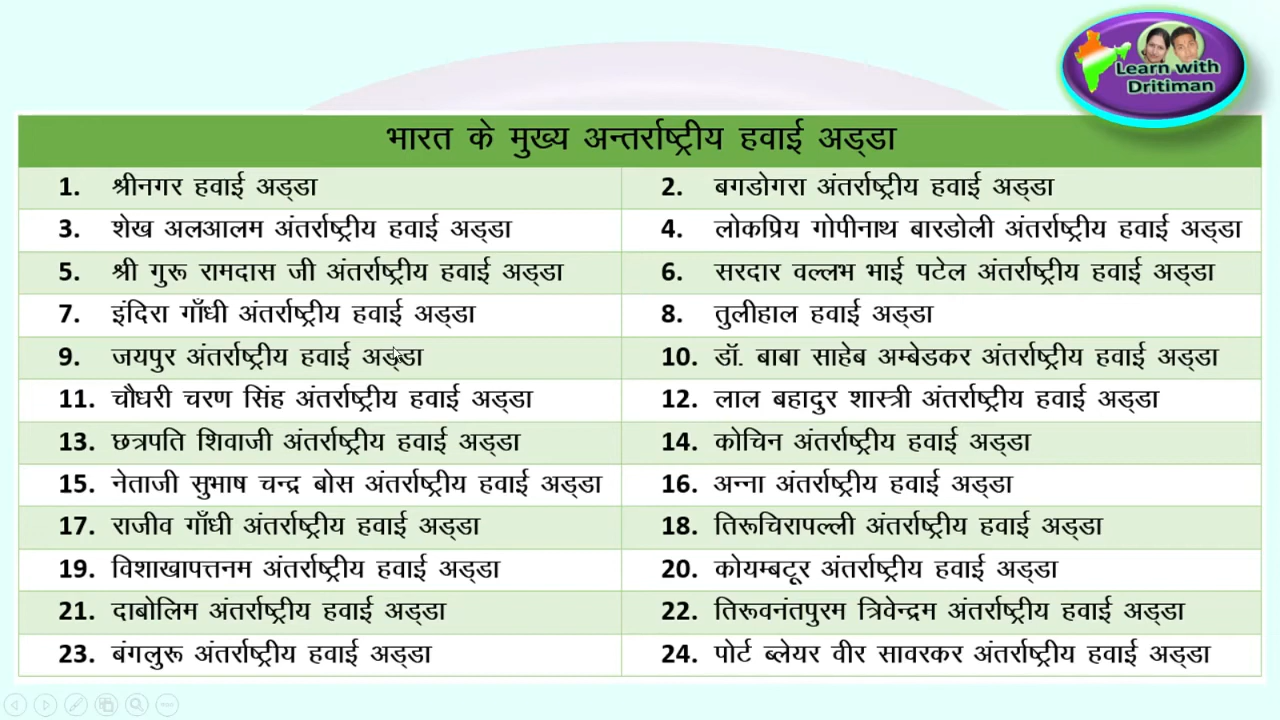 Learn with
Dritiman
भारत के मुख्य अन्तर्राष्ट्रीय हवाई अड्डा
1. श्रीनगर हवाई अड्डा
2. बगडोगरा अंतर्राष्ट्रीय हवाई अड्डा
3. शेख अलआलम अंतर्राष्ट्रीय हवाई अड्डा
4. लोकप्रिय गोपीनाथ बारडोली अंतर्राष्ट्रीय हवाई अड्डा
5. श्री गुरू रामदास जी अंतर्राष्ट्रीय हवाई अड्डा
6. सरदार वल्लभ भाई पटेल अंतर्राष्ट्रीय हवाई अड्डा
7. इंदिरा गाँधी अंतर्राष्ट्रीय हवाई अड्डा
8. तुलीहाल हवाई अड्डा
9. जयपुर अंतर्राष्ट्रीय हवाई अड्डा
10. डॉ. बाबा साहेब अम्बेडकर अंतर्राष्ट्रीय हवाई अड्डा
11. चौधरी चरण सिंह अंतर्राष्ट्रीय हवाई अड्डा
12. लाल बहादुर शास्त्री अंतर्राष्ट्रीय हवाई अड्डा
13. छत्रपति शिवाजी अंतर्राष्ट्रीय हवाई अड्डा
14. कोचिन अंतर्राष्ट्रीय हवाई अड्डा
15. नेताजी सुभाष चन्द्र बोस अंतर्राष्ट्रीय हवाई अड्डा
16. अन्ना अंतर्राष्ट्रीय हवाई अड्डा
17. राजीव गाँधी अंतर्राष्ट्रीय हवाई अड्डा
18. तिरूचिरापल्ली अंतर्राष्ट्रीय हवाई अड्डा
19. विशाखापत्तनम अंतर्राष्ट्रीय हवाई अड्डा
20. कोयम्बटूर अंतर्राष्ट्रीय हवाई अड्डा
21. दाबोलिम अंतर्राष्ट्रीय हवाई अड्डा
22. तिरूवनंतपुरम त्रिवेन्द्रम अंतर्राष्ट्रीय हवाई अड्डा
23. बंगलुरू अंतर्राष्ट्रीय हवाई अड्डा
24. पोर्ट ब्लेयर वीर सावरकर अंतर्राष्ट्रीय हवाई अड्डा